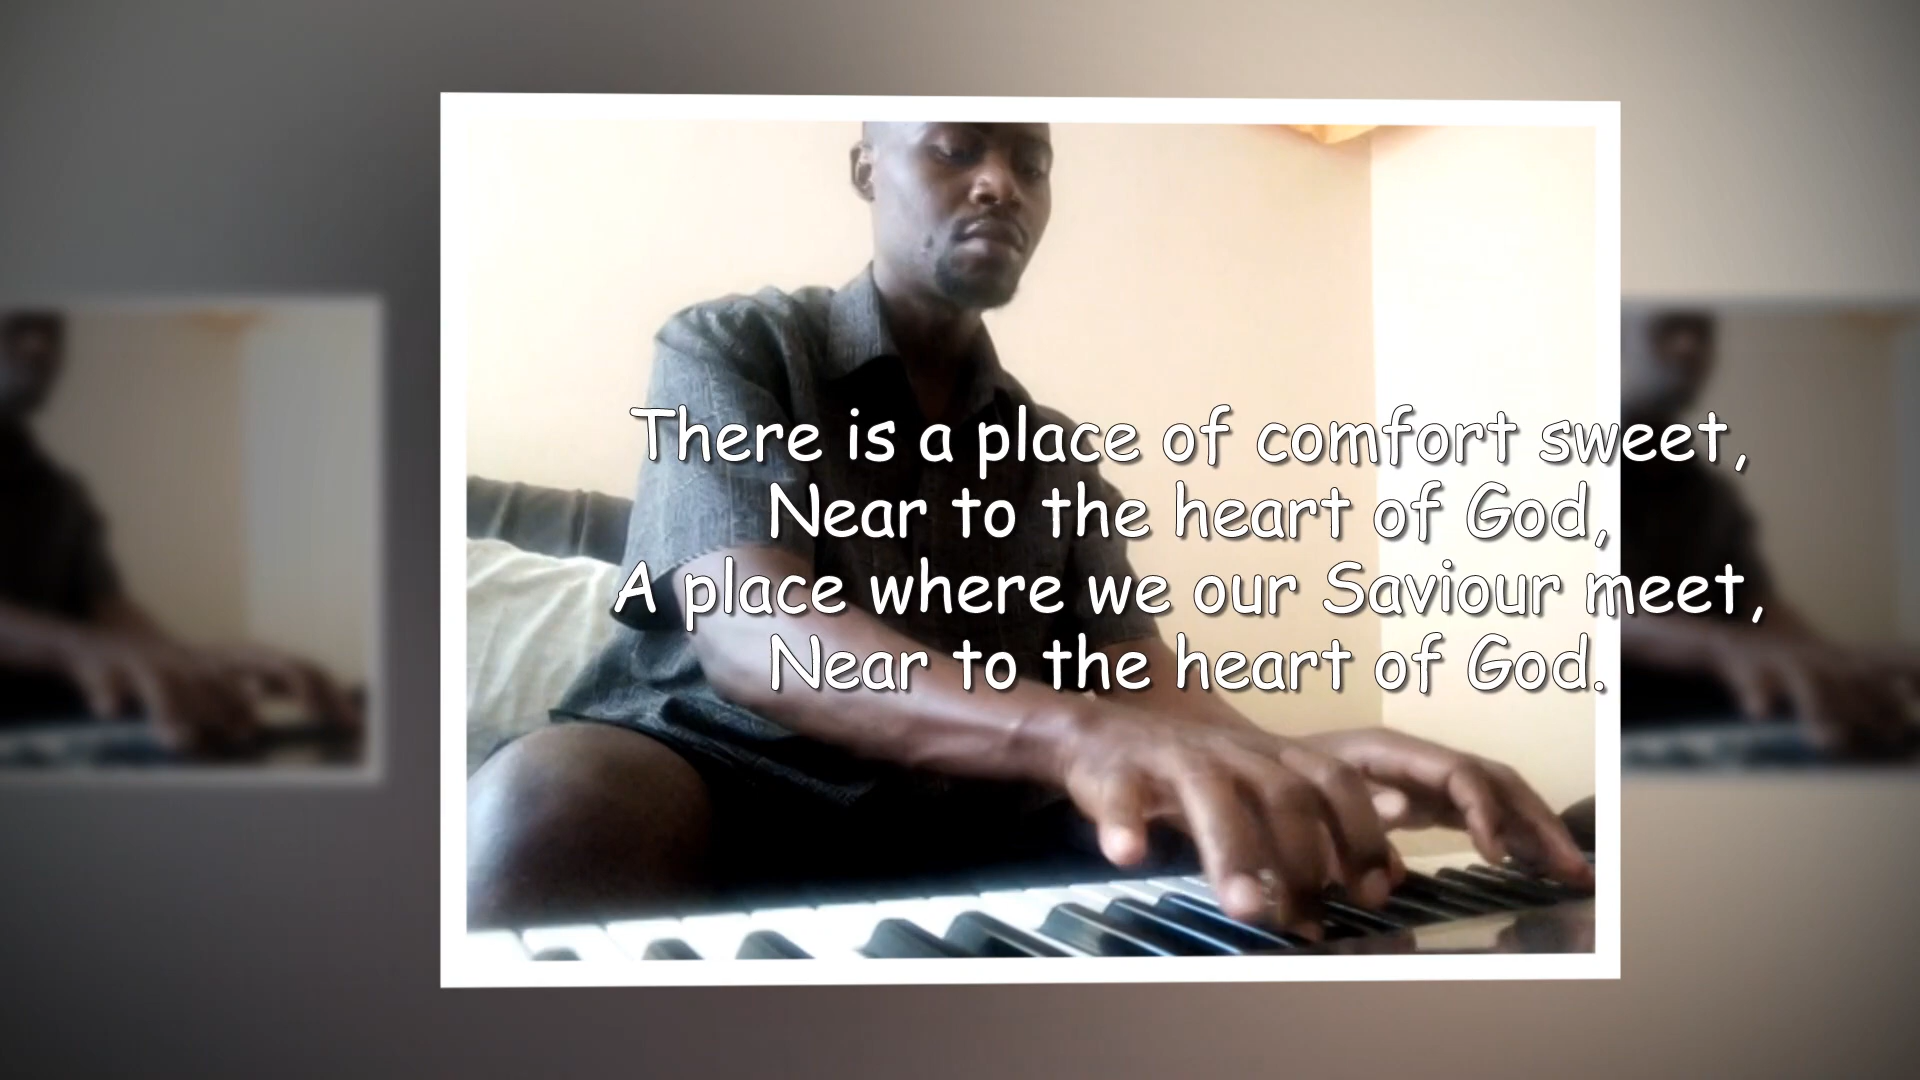 There is a place of comfort sweet,
Near to the heart of God,
A place where we our Saviour meet,
Near to the heart of God.